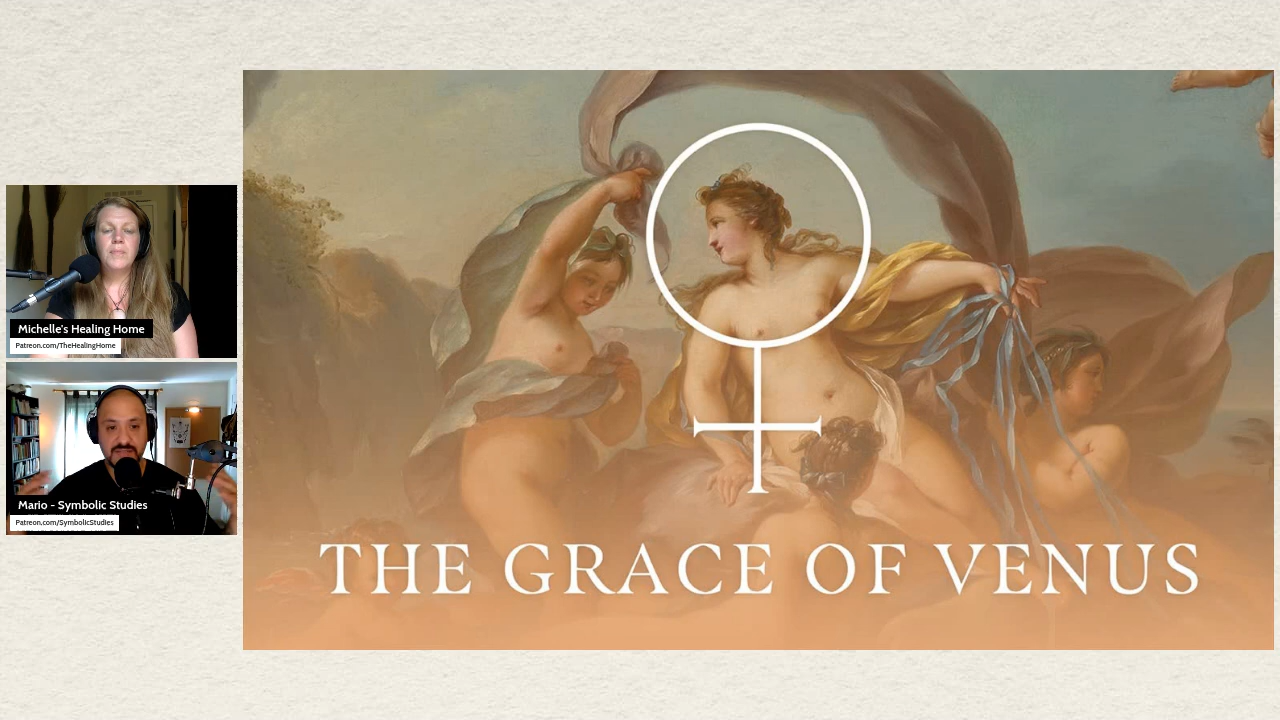 Michelle's Healing Home
Patreon.com/TheHealingHome
Mario - Symbolic Studies
Patreon.com/SymbolicStudies
THE GRACE OF VENUS